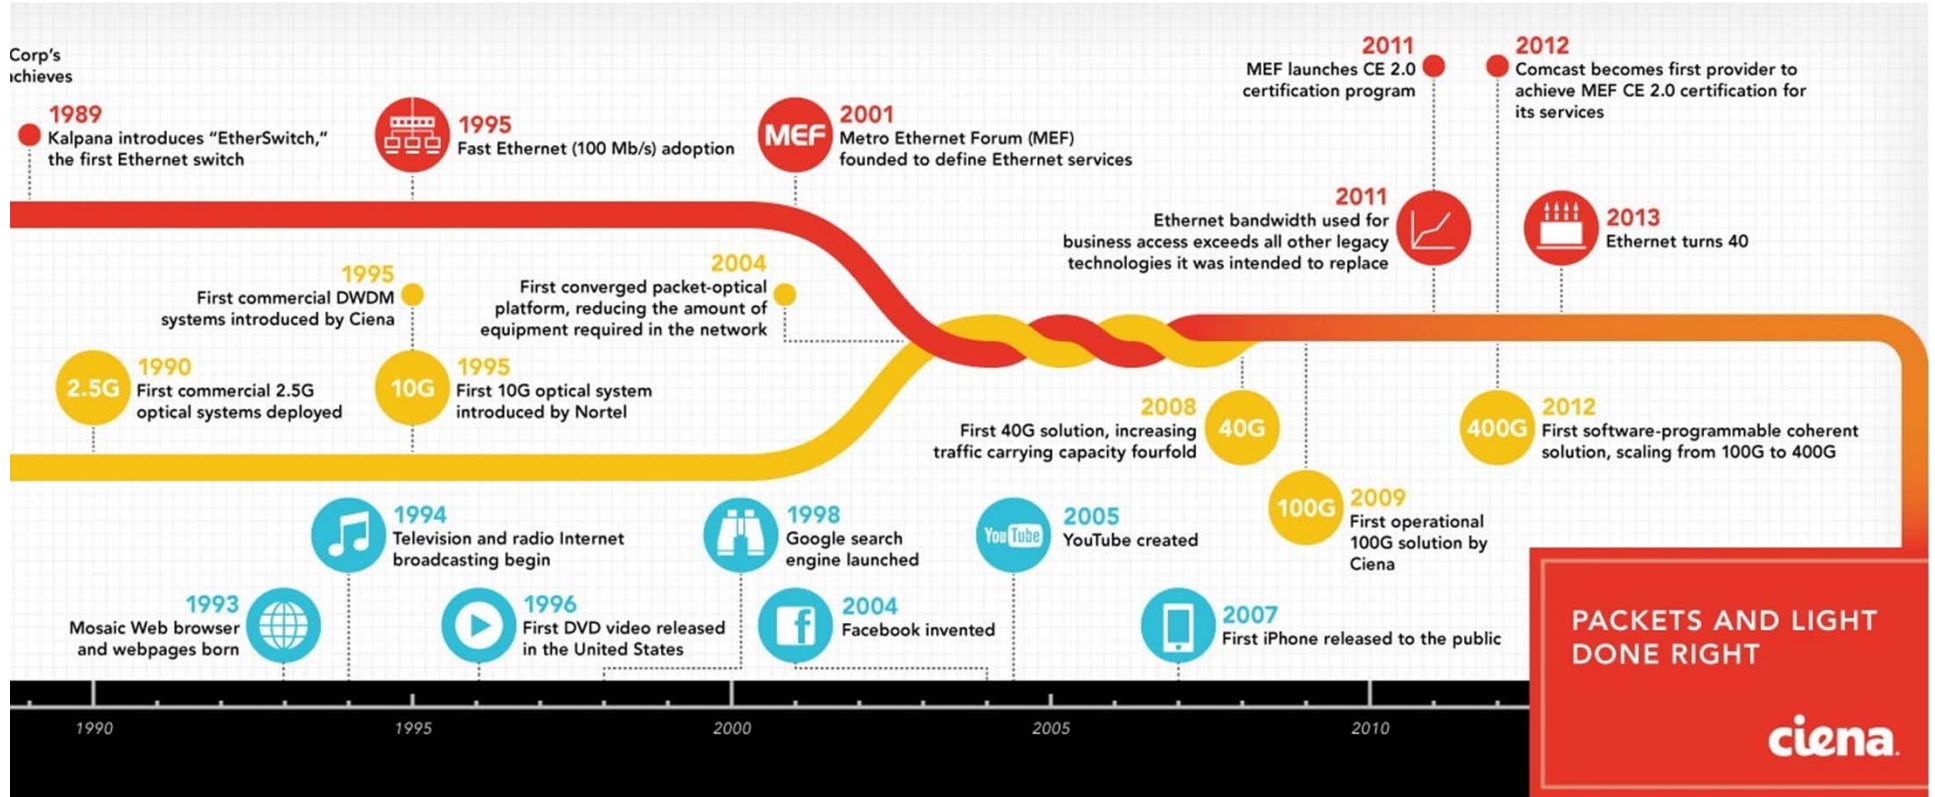 Corp's
achieves
1989
Kalpana introduces "EtherSwitch,"
the first Ethernet switch
1995
Fast Ethernet (100 Mb/s) adoption
MEF
2001
Metro Ethernet Forum (MEF)
founded to define Ethernet services
2011
MEF launches CE 2.0
certification program
2012
Comcast becomes first provider to
achieve MEF CE 2.0 certification for
its services
2011
Ethernet bandwidth used for
business access exceeds all other legacy
technologies it was intended to replace
2013
Ethernet turns 40
1995
First commercial DWDM
systems introduced by Ciena
2004
First converged packet-optical
platform, reducing the amount of
equipment required in the network
2.5G
1990
First commercial 2.5G
optical systems deployed
10G
1995
First 10G optical system
introduced by Nortel
2008
First 40G solution, increasing
traffic carrying capacity fourfold
40G
400G
2012
First software-programmable coherent
solution, scaling from 100G to 400G
100G
2009
First operational
100G solution by
Ciena
1994
Television and radio Internet
broadcasting begin
1998
Google search
engine launched
YouTube
2005
YouTube created
1993
Mosaic Web browser
and webpages born
1996
First DVD video released
in the United States
f
2004
Facebook invented
2007
First iPhone released to the public
PACKETS AND LIGHT
DONE RIGHT
ciena.
1990
1995
2000
2005
2010